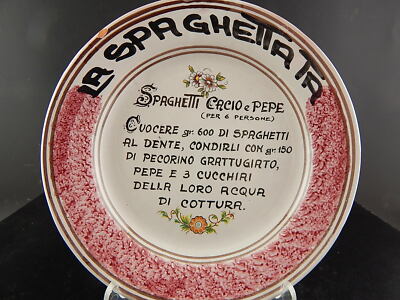 LA SPAGHETTATA
SPAGHETTI CACIO e PEPE
(PER 6 PERSONE)
CUOCERE gr. 600 DI SPAGHETTI
AL DENTE, CONDIRLI CON gr. 150
DI PECORINO GRATTUGIATO,
PEPE E 3 CUCCHIARI
DELLA LORO ACQUA
DI COTTURA.